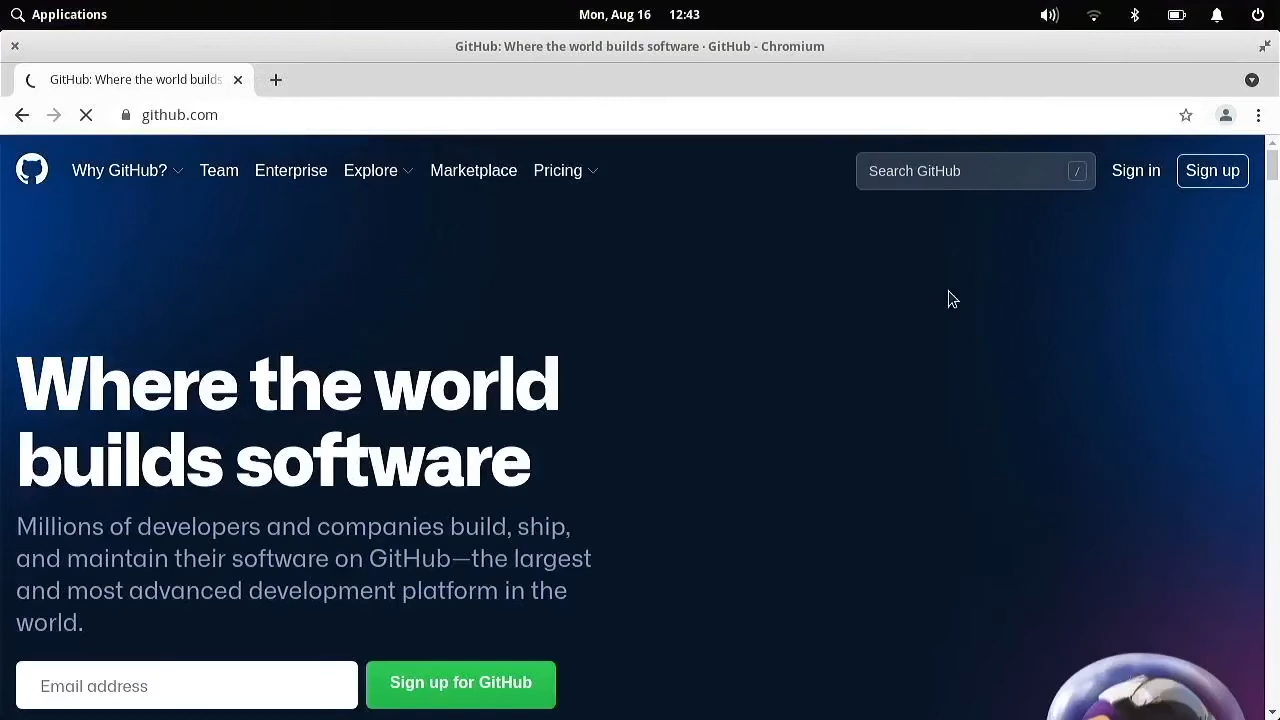 Applications
Mon, Aug 16 12:43
GitHub: Where the world builds software · GitHub - Chromium
GitHub: Where the world builds
github.com
Why GitHub? Team Enterprise Explore Marketplace Pricing
Search GitHub /
Sign in
Sign up
Where the world
builds software
Millions of developers and companies build, ship,
and maintain their software on GitHub—the largest
and most advanced development platform in the
world.
Email address
Sign up for GitHub